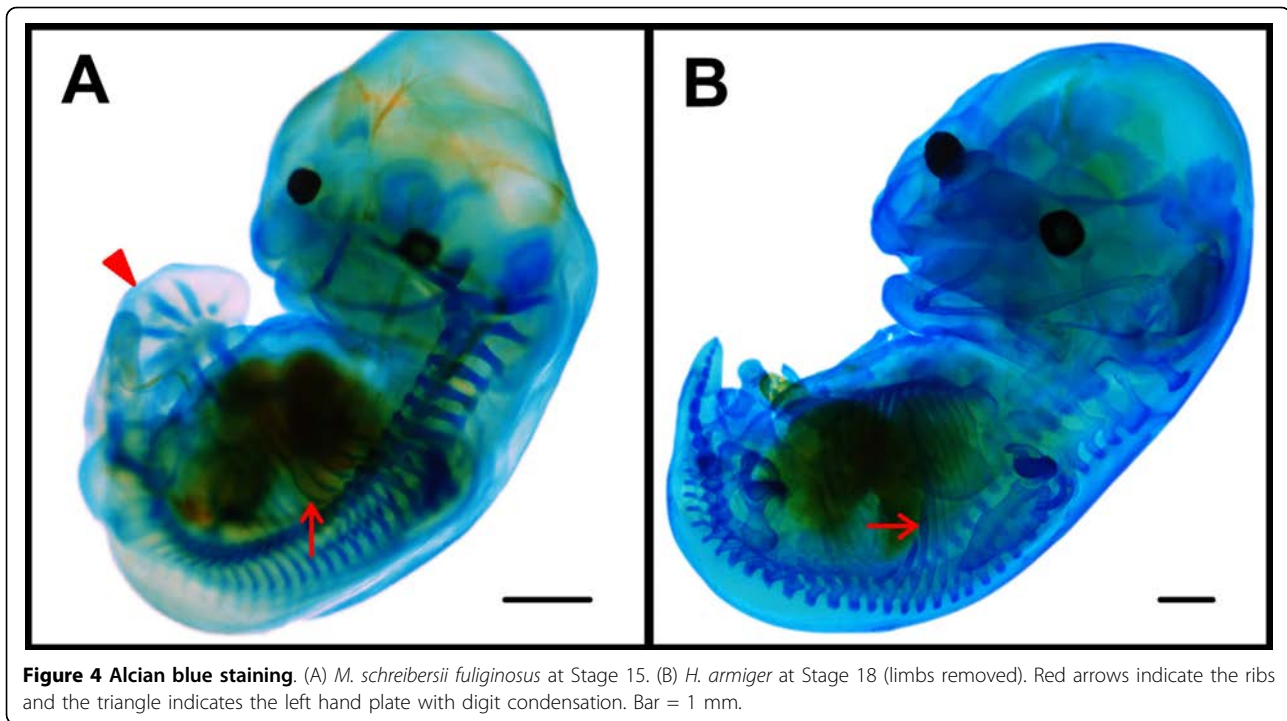 A
B
Figure 4 Alcian blue staining. (A) M. schreibersii fuliginosus at Stage 15. (B) H. armiger at Stage 18 (limbs removed). Red arrows indicate the ribs
and the triangle indicates the left hand plate with digit condensation. Bar = 1 mm.